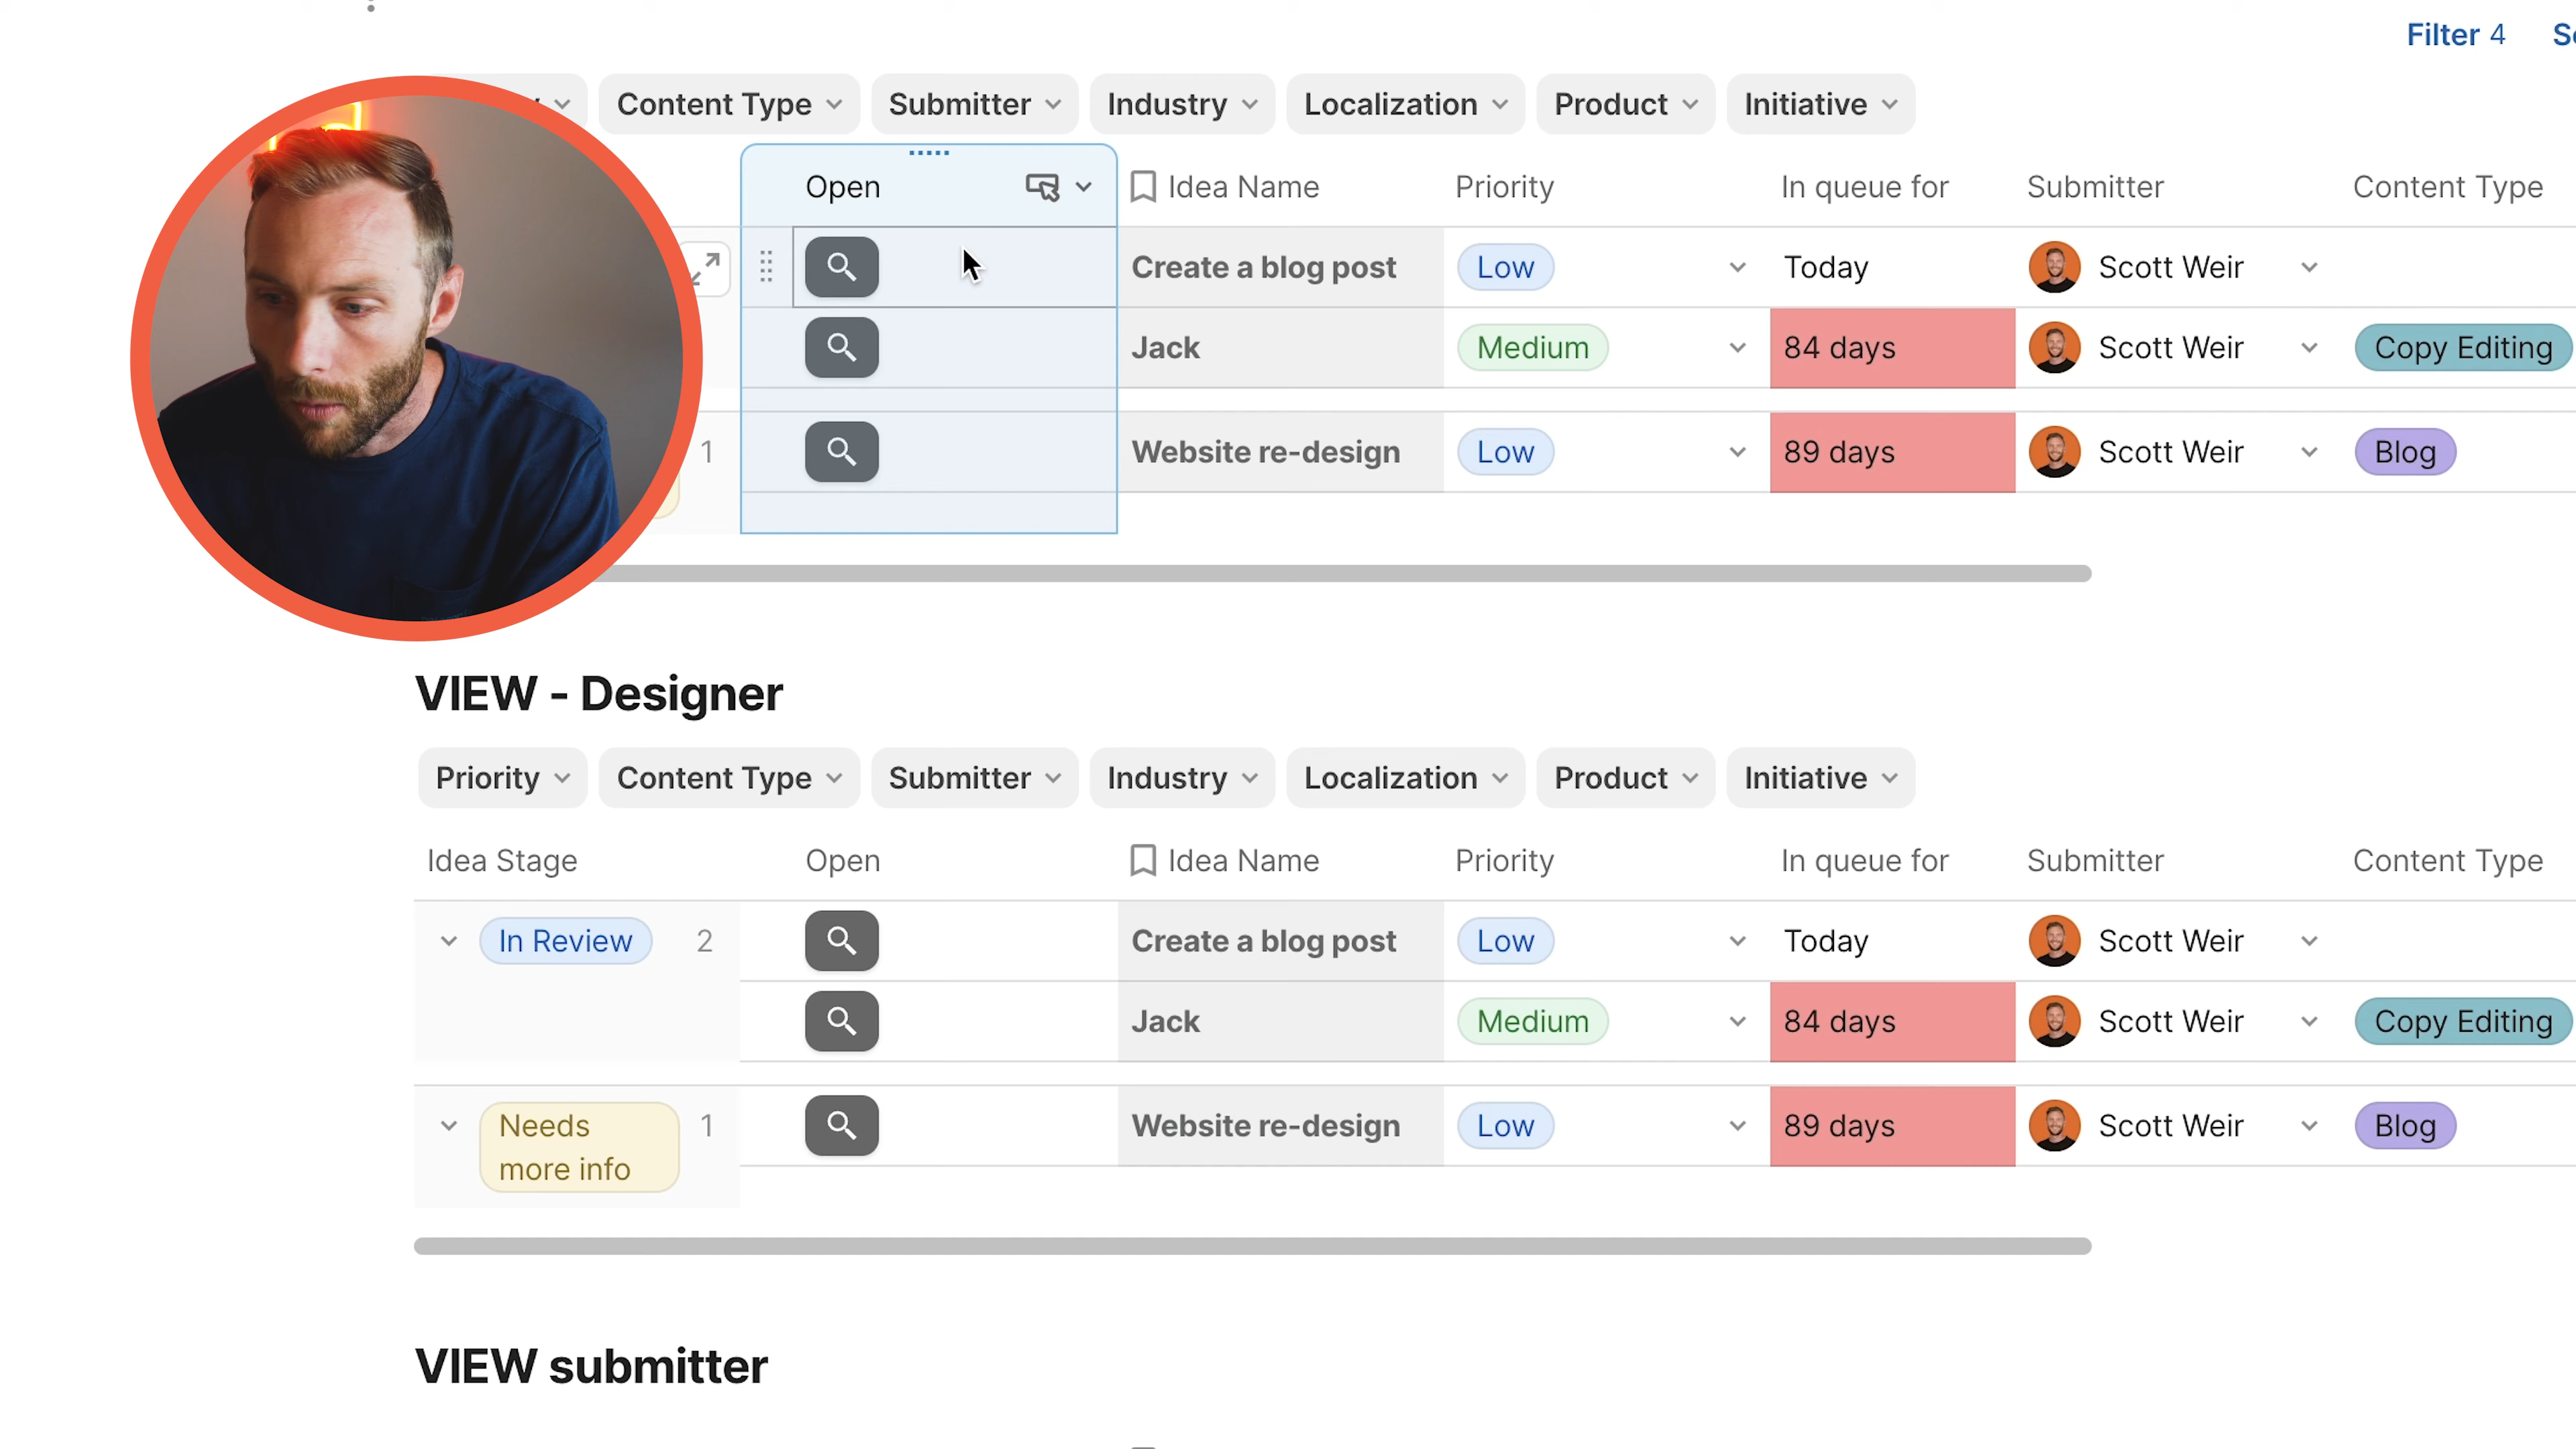 Filter 4
Content Type Submitter Industry Localization Product Initiative
Open Idea Name Priority In queue for Submitter Content Type
Create a blog post Low Today Scott Weir
Jack Medium 84 days Scott Weir Copy Editing
1 Website re-design Low 89 days Scott Weir Blog
VIEW - Designer
Priority Content Type Submitter Industry Localization Product Initiative
Idea Stage Open Idea Name Priority In queue for Submitter Content Type
In Review 2 Create a blog post Low Today Scott Weir
Jack Medium 84 days Scott Weir Copy Editing
Needs 1 Website re-design Low 89 days Scott Weir Blog
more info
VIEW submitter